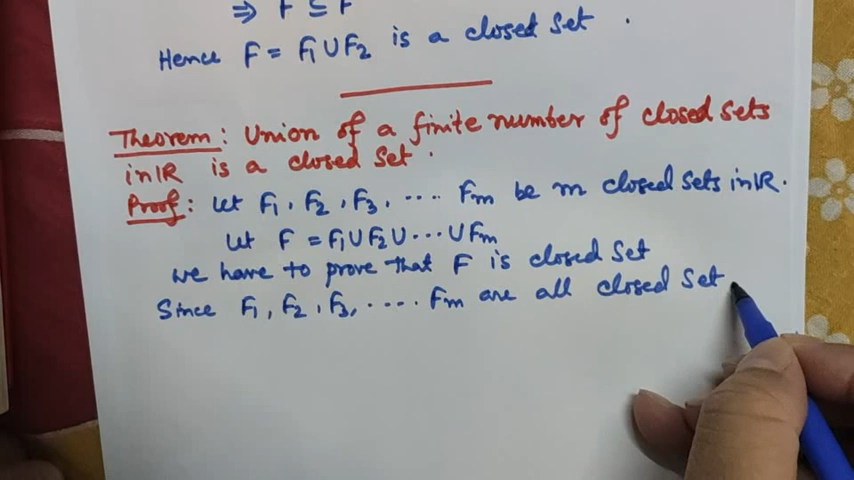 ⇒ F ⊆ F
Hence F = F₁∪F₂ is a closed set .
Theorem : Union of a finite number of closed sets
in ℝ is a closed set .
Proof : Let F₁ , F₂ , F₃ , .... Fm be m closed sets in ℝ.
Let F = F₁∪F₂∪...∪Fm
we have to prove that F is closed set
Since F₁ , F₂ , F₃, ..... Fm are all closed set